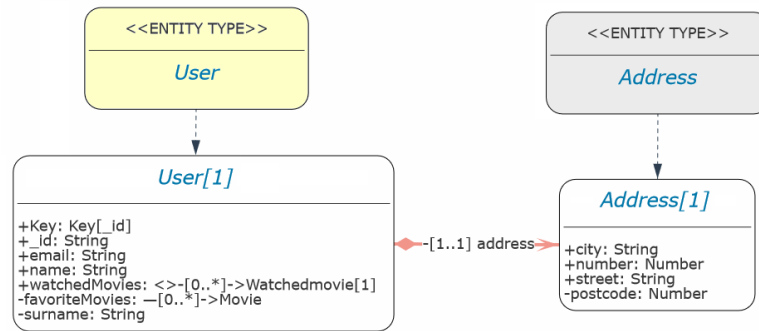 <<ENTITY TYPE>>
User
<<ENTITY TYPE>>
Address
User[1]
+Key: Key[_id]
+_id: String
+email: String
+name: String
+watchedMovies: <>-[0..*]->Watchedmovie[1]
-favoriteMovies: —[0..*]->Movie
-surname: String
-[1..1] address
Address[1]
+city: String
+number: Number
+street: String
-postcode: Number